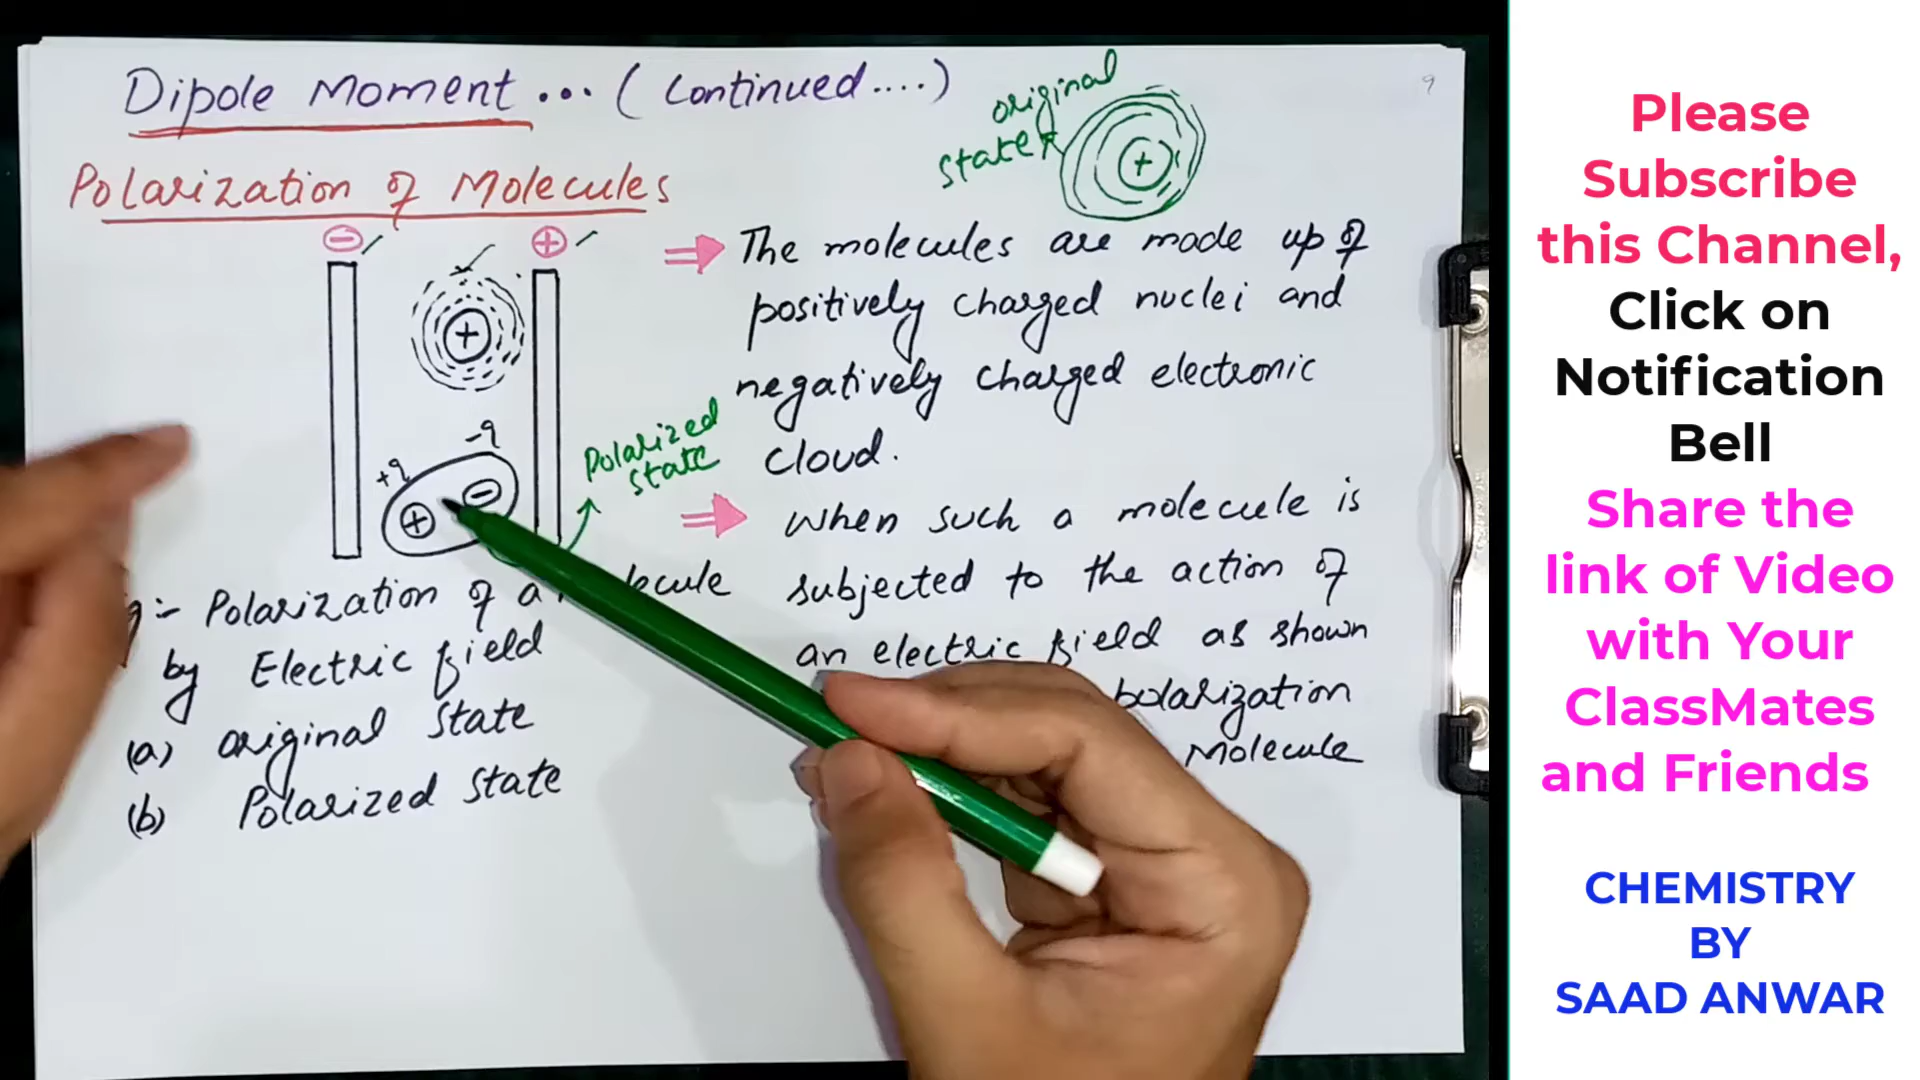 Dipole Moment ... (Continued....)
original
state
+
9
Polarization of Molecules
−
+
+
+q
-q
+
−
Polarized
state
:- Polarization of a
by Electric field
(a) original state
(b) Polarized state
⇒ The molecules are made up of
positively charged nuclei and
negatively charged electronic
cloud.
⇒ When such a molecule is
subjected to the action of
an electric field as shown
polarization
Molecule
Please
Subscribe
this Channel,
Click on
Notification
Bell
Share the
link of Video
with Your
ClassMates
and Friends
CHEMISTRY
BY
SAAD ANWAR